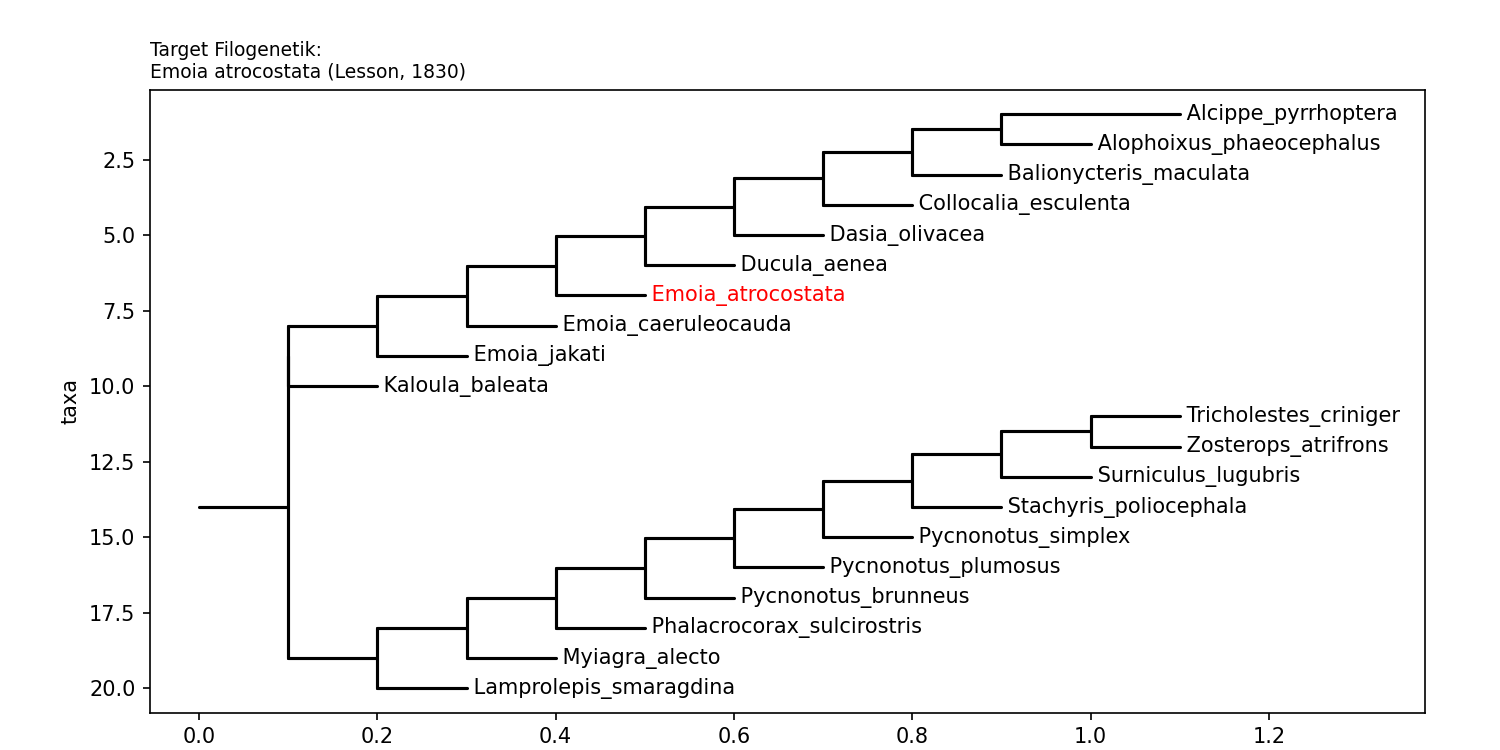 Target Filogenetik:
Emoia atrocostata (Lesson, 1830)
Alcippe_pyrrhoptera
Alophoixus_phaeocephalus
2.5
Balionycteris_maculata
Collocalia_esculenta
5.0
Dasia_olivacea
Ducula_aenea
Emoia_atrocostata
7.5
Emoia_caeruleocauda
Emoia_jakati
10.0
Kaloula_baleata
taxa
Tricholestes_criniger
Zosterops_atrifrons
12.5
Surniculus_lugubris
Stachyris_poliocephala
15.0
Pycnonotus_simplex
Pycnonotus_plumosus
Pycnonotus_brunneus
17.5
Phalacrocorax_sulcirostris
Myiagra_alecto
20.0
Lamprolepis_smaragdina
0.0 0.2 0.4 0.6 0.8 1.0 1.2